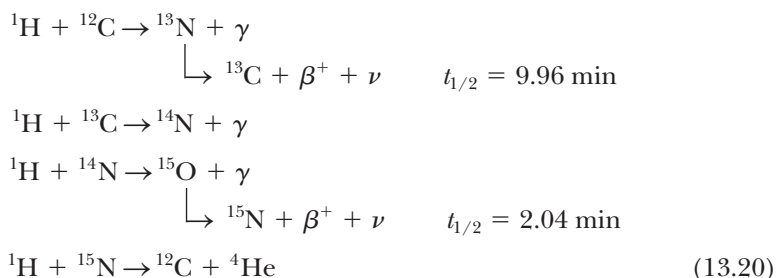 ¹H + ¹²C → ¹³N + γ
¹³C + β⁺ + ν t₁/₂ = 9.96 min
¹H + ¹³C → ¹⁴N + γ
¹H + ¹⁴N → ¹⁵O + γ
¹⁵N + β⁺ + ν t₁/₂ = 2.04 min
¹H + ¹⁵N → ¹²C + ⁴He (13.20)